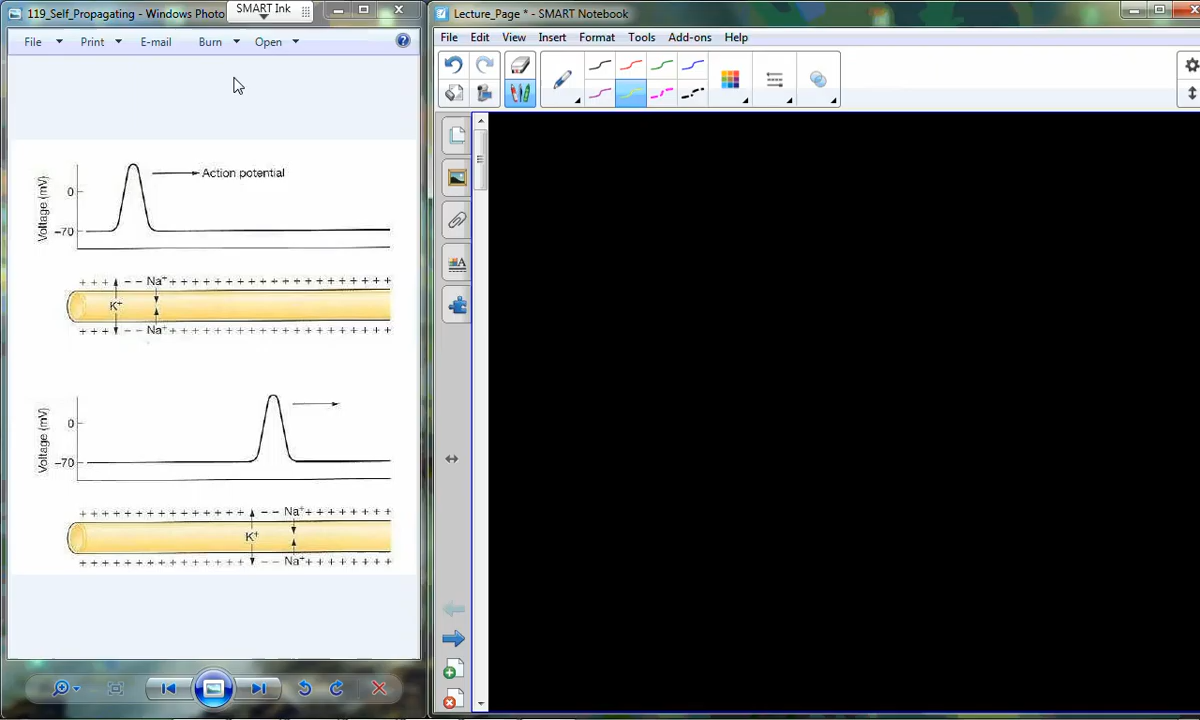 119_Self_Propagating - Windows Photo
SMART Ink
File Print E-mail Burn Open
Voltage (mV)
0
-70
Action potential
+ + + - - Na⁺ + + + + + + + + + + + + + + + + + + +
K⁺
+ + + - - Na⁺ + + + + + + + + + + + + + + + + + + +
Voltage (mV)
0
-70
+ + + + + + + + + + + + + + - - Na⁺ + + + + + + + +
K⁺
+ + + + + + + + + + + + + + - - Na⁺ + + + + + + + +
Lecture_Page * - SMART Notebook
File Edit View Insert Format Tools Add-ons Help